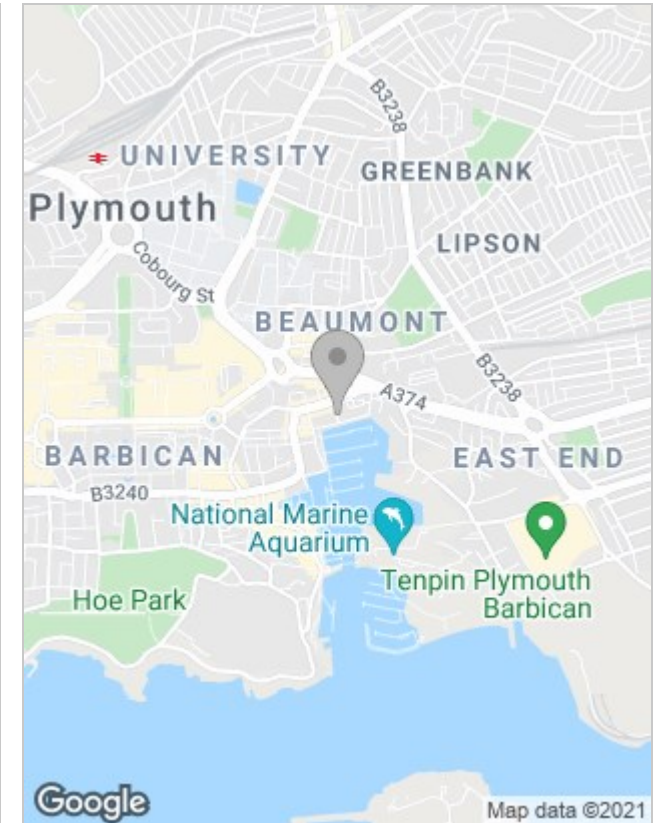 B3238
UNIVERSITY
GREENBANK
Plymouth
LIPSON
Cobourg St
BEAUMONT
B3238
A374
BARBICAN
EAST END
B3240
National Marine
Aquarium
Tenpin Plymouth
Barbican
Hoe Park
Google
Map data ©2021